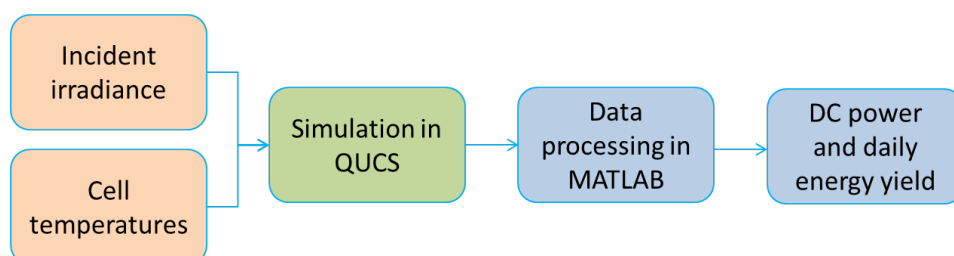 Incident
irradiance
Cell
temperatures
Simulation in
QUCS
Data
processing in
MATLAB
DC power
and daily
energy yield